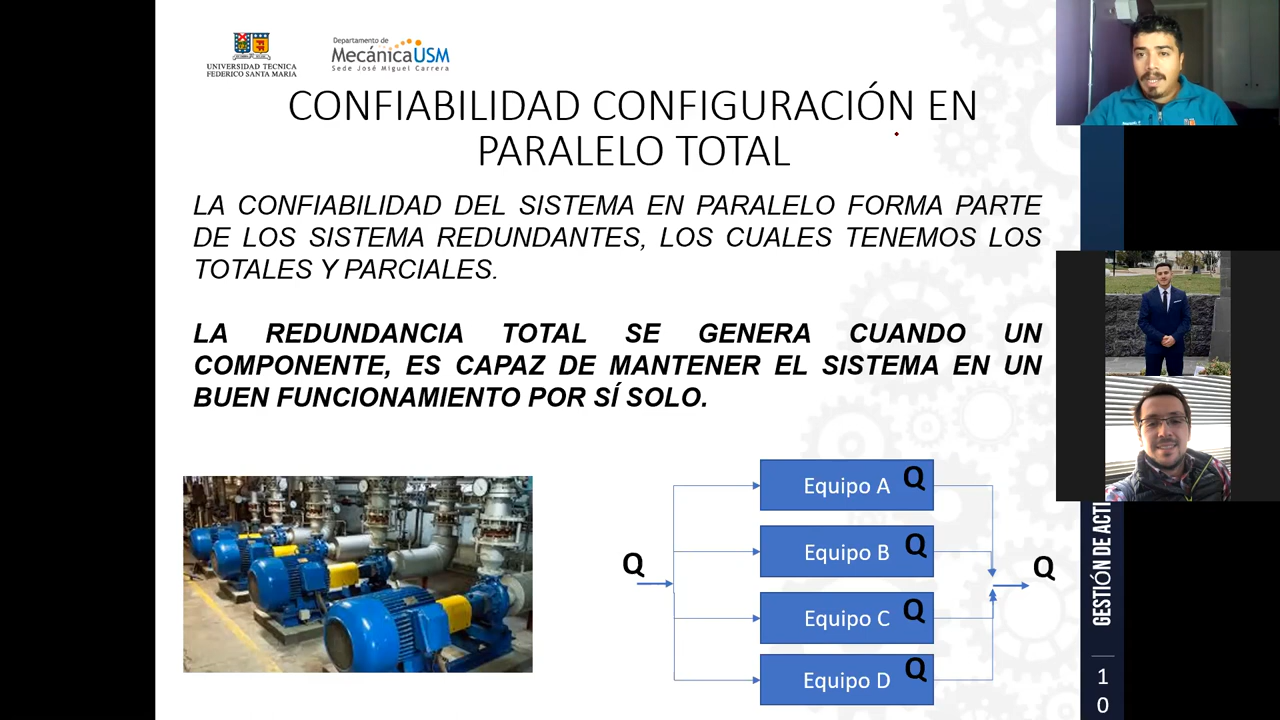 UNIVERSIDAD TECNICA
FEDERICO SANTA MARIA
Departamento de
MecánicaUSM
Sede José Miguel Carrera
CONFIABILIDAD CONFIGURACIÓN EN
PARALELO TOTAL
LA CONFIABILIDAD DEL SISTEMA EN PARALELO FORMA PARTE
DE LOS SISTEMA REDUNDANTES, LOS CUALES TENEMOS LOS
TOTALES Y PARCIALES.
LA REDUNDANCIA TOTAL SE GENERA CUANDO UN
COMPONENTE, ES CAPAZ DE MANTENER EL SISTEMA EN UN
BUEN FUNCIONAMIENTO POR SÍ SOLO.
Q
Equipo A Q
Equipo B Q
Equipo C Q
Equipo D Q
Q
GESTIÓN DE ACTI
1
0